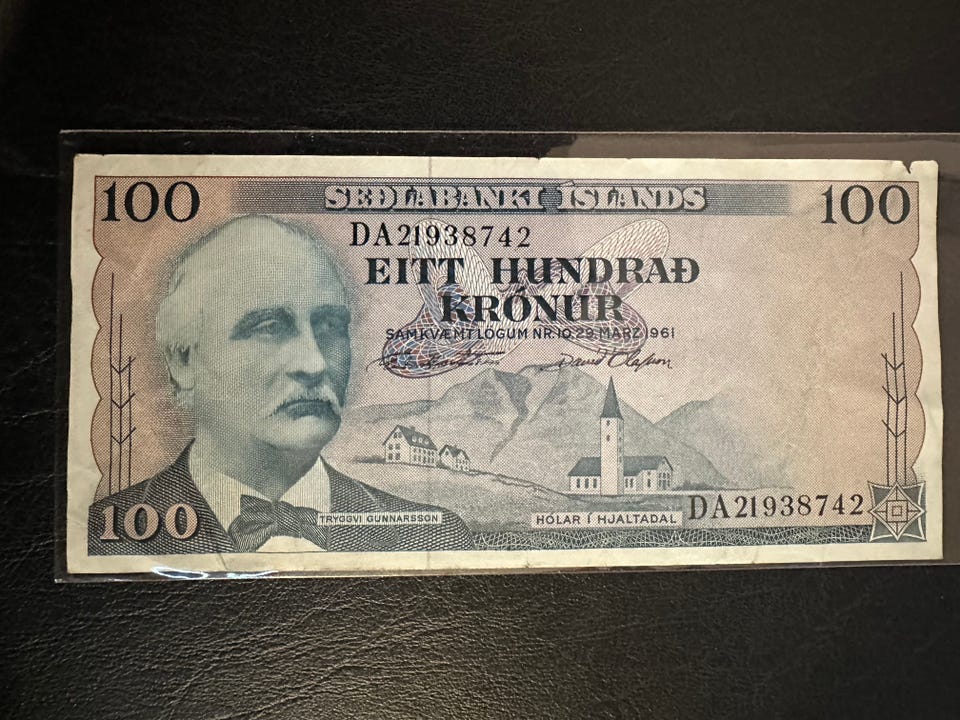 100 SEÐLABANKI ÍSLANDS 100
DA21938742
EITT HUNDRAÐ
KRÓNUR
SAMKVÆMT LÖGUM NR. 10 29. MARZ 1961
100
TRYGGVI GUNNARSSON
HÓLAR Í HJALTADAL
DA21938742